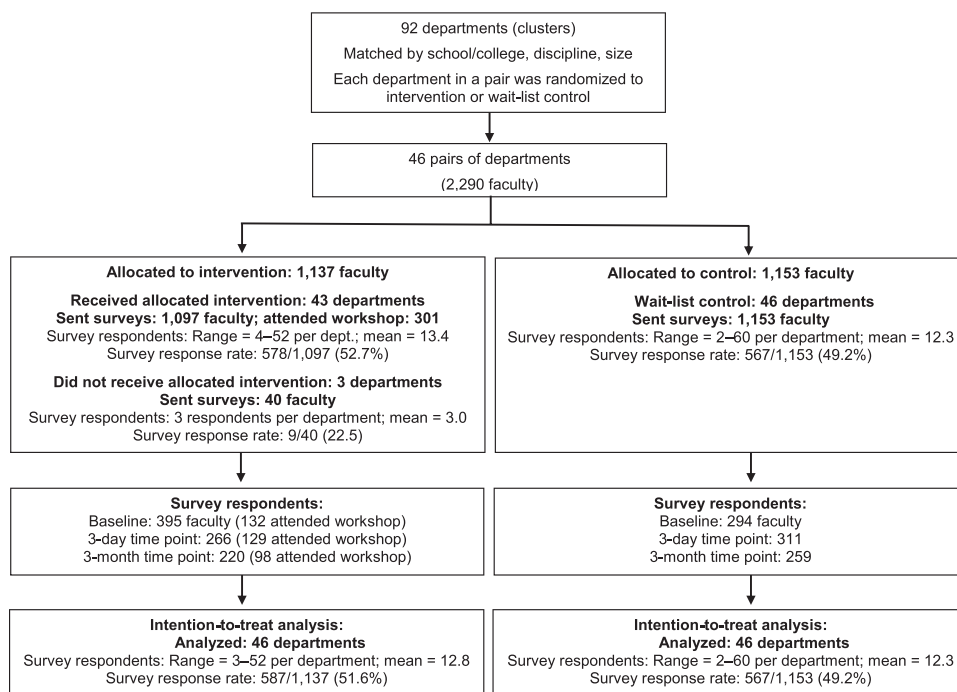 92 departments (clusters)
Matched by school/college, discipline, size
Each department in a pair was randomized to
intervention or wait-list control
46 pairs of departments
(2,290 faculty)
Allocated to intervention: 1,137 faculty
Received allocated intervention: 43 departments
Sent surveys: 1,097 faculty; attended workshop: 301
Survey respondents: Range = 4–52 per dept.; mean = 13.4
Survey response rate: 578/1,097 (52.7%)
Did not receive allocated intervention: 3 departments
Sent surveys: 40 faculty
Survey respondents: 3 respondents per department; mean = 3.0
Survey response rate: 9/40 (22.5)
Allocated to control: 1,153 faculty
Wait-list control: 46 departments
Sent surveys: 1,153 faculty
Survey respondents: Range = 2–60 per department; mean = 12.3
Survey response rate: 567/1,153 (49.2%)
Survey respondents:
Baseline: 395 faculty (132 attended workshop)
3-day time point: 266 (129 attended workshop)
3-month time point: 220 (98 attended workshop)
Survey respondents:
Baseline: 294 faculty
3-day time point: 311
3-month time point: 259
Intention-to-treat analysis:
Analyzed: 46 departments
Survey respondents: Range = 3–52 per department; mean = 12.8
Survey response rate: 587/1,137 (51.6%)
Intention-to-treat analysis:
Analyzed: 46 departments
Survey respondents: Range = 2–60 per department; mean = 12.3
Survey response rate: 567/1,153 (49.2%)